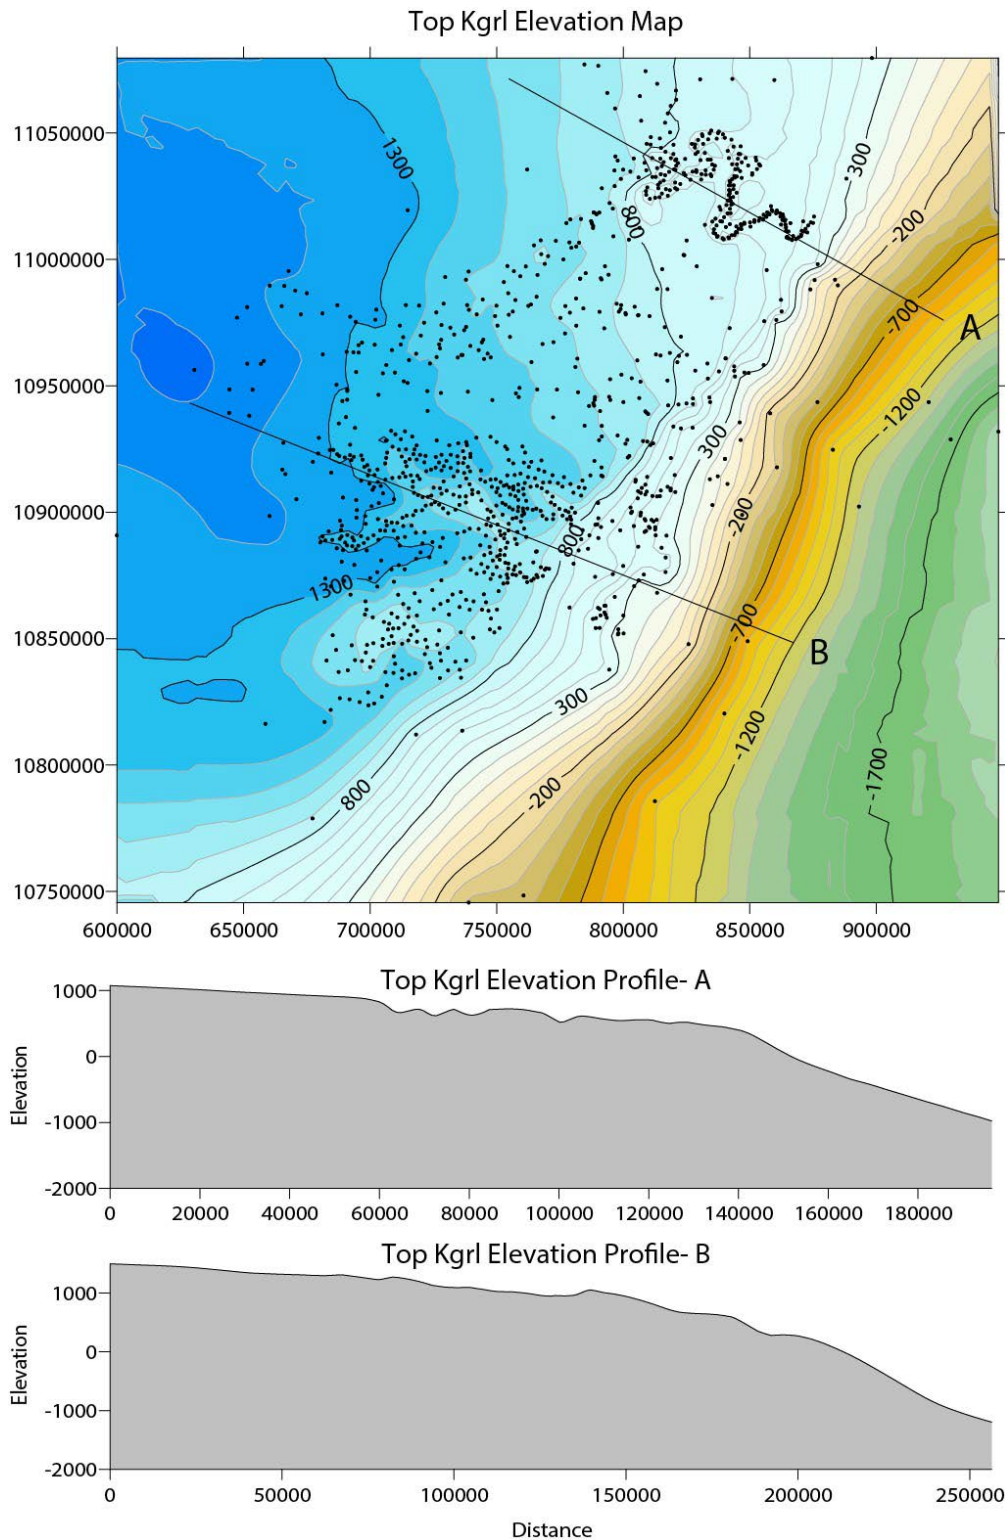 Top Kgrl Elevation Map
11050000
11000000
10950000
10900000
10850000
10800000
10750000
1300
800
300
-200
-700
A
-1200
300
-200
800
1300
-700
B
300
-1200
-1700
800
-200
600000 650000 700000 750000 800000 850000 900000
Top Kgrl Elevation Profile- A
Elevation
1000
0
-1000
-2000
0 20000 40000 60000 80000 100000 120000 140000 160000 180000
Top Kgrl Elevation Profile- B
Elevation
1000
0
-1000
-2000
0 50000 100000 150000 200000 250000
Distance